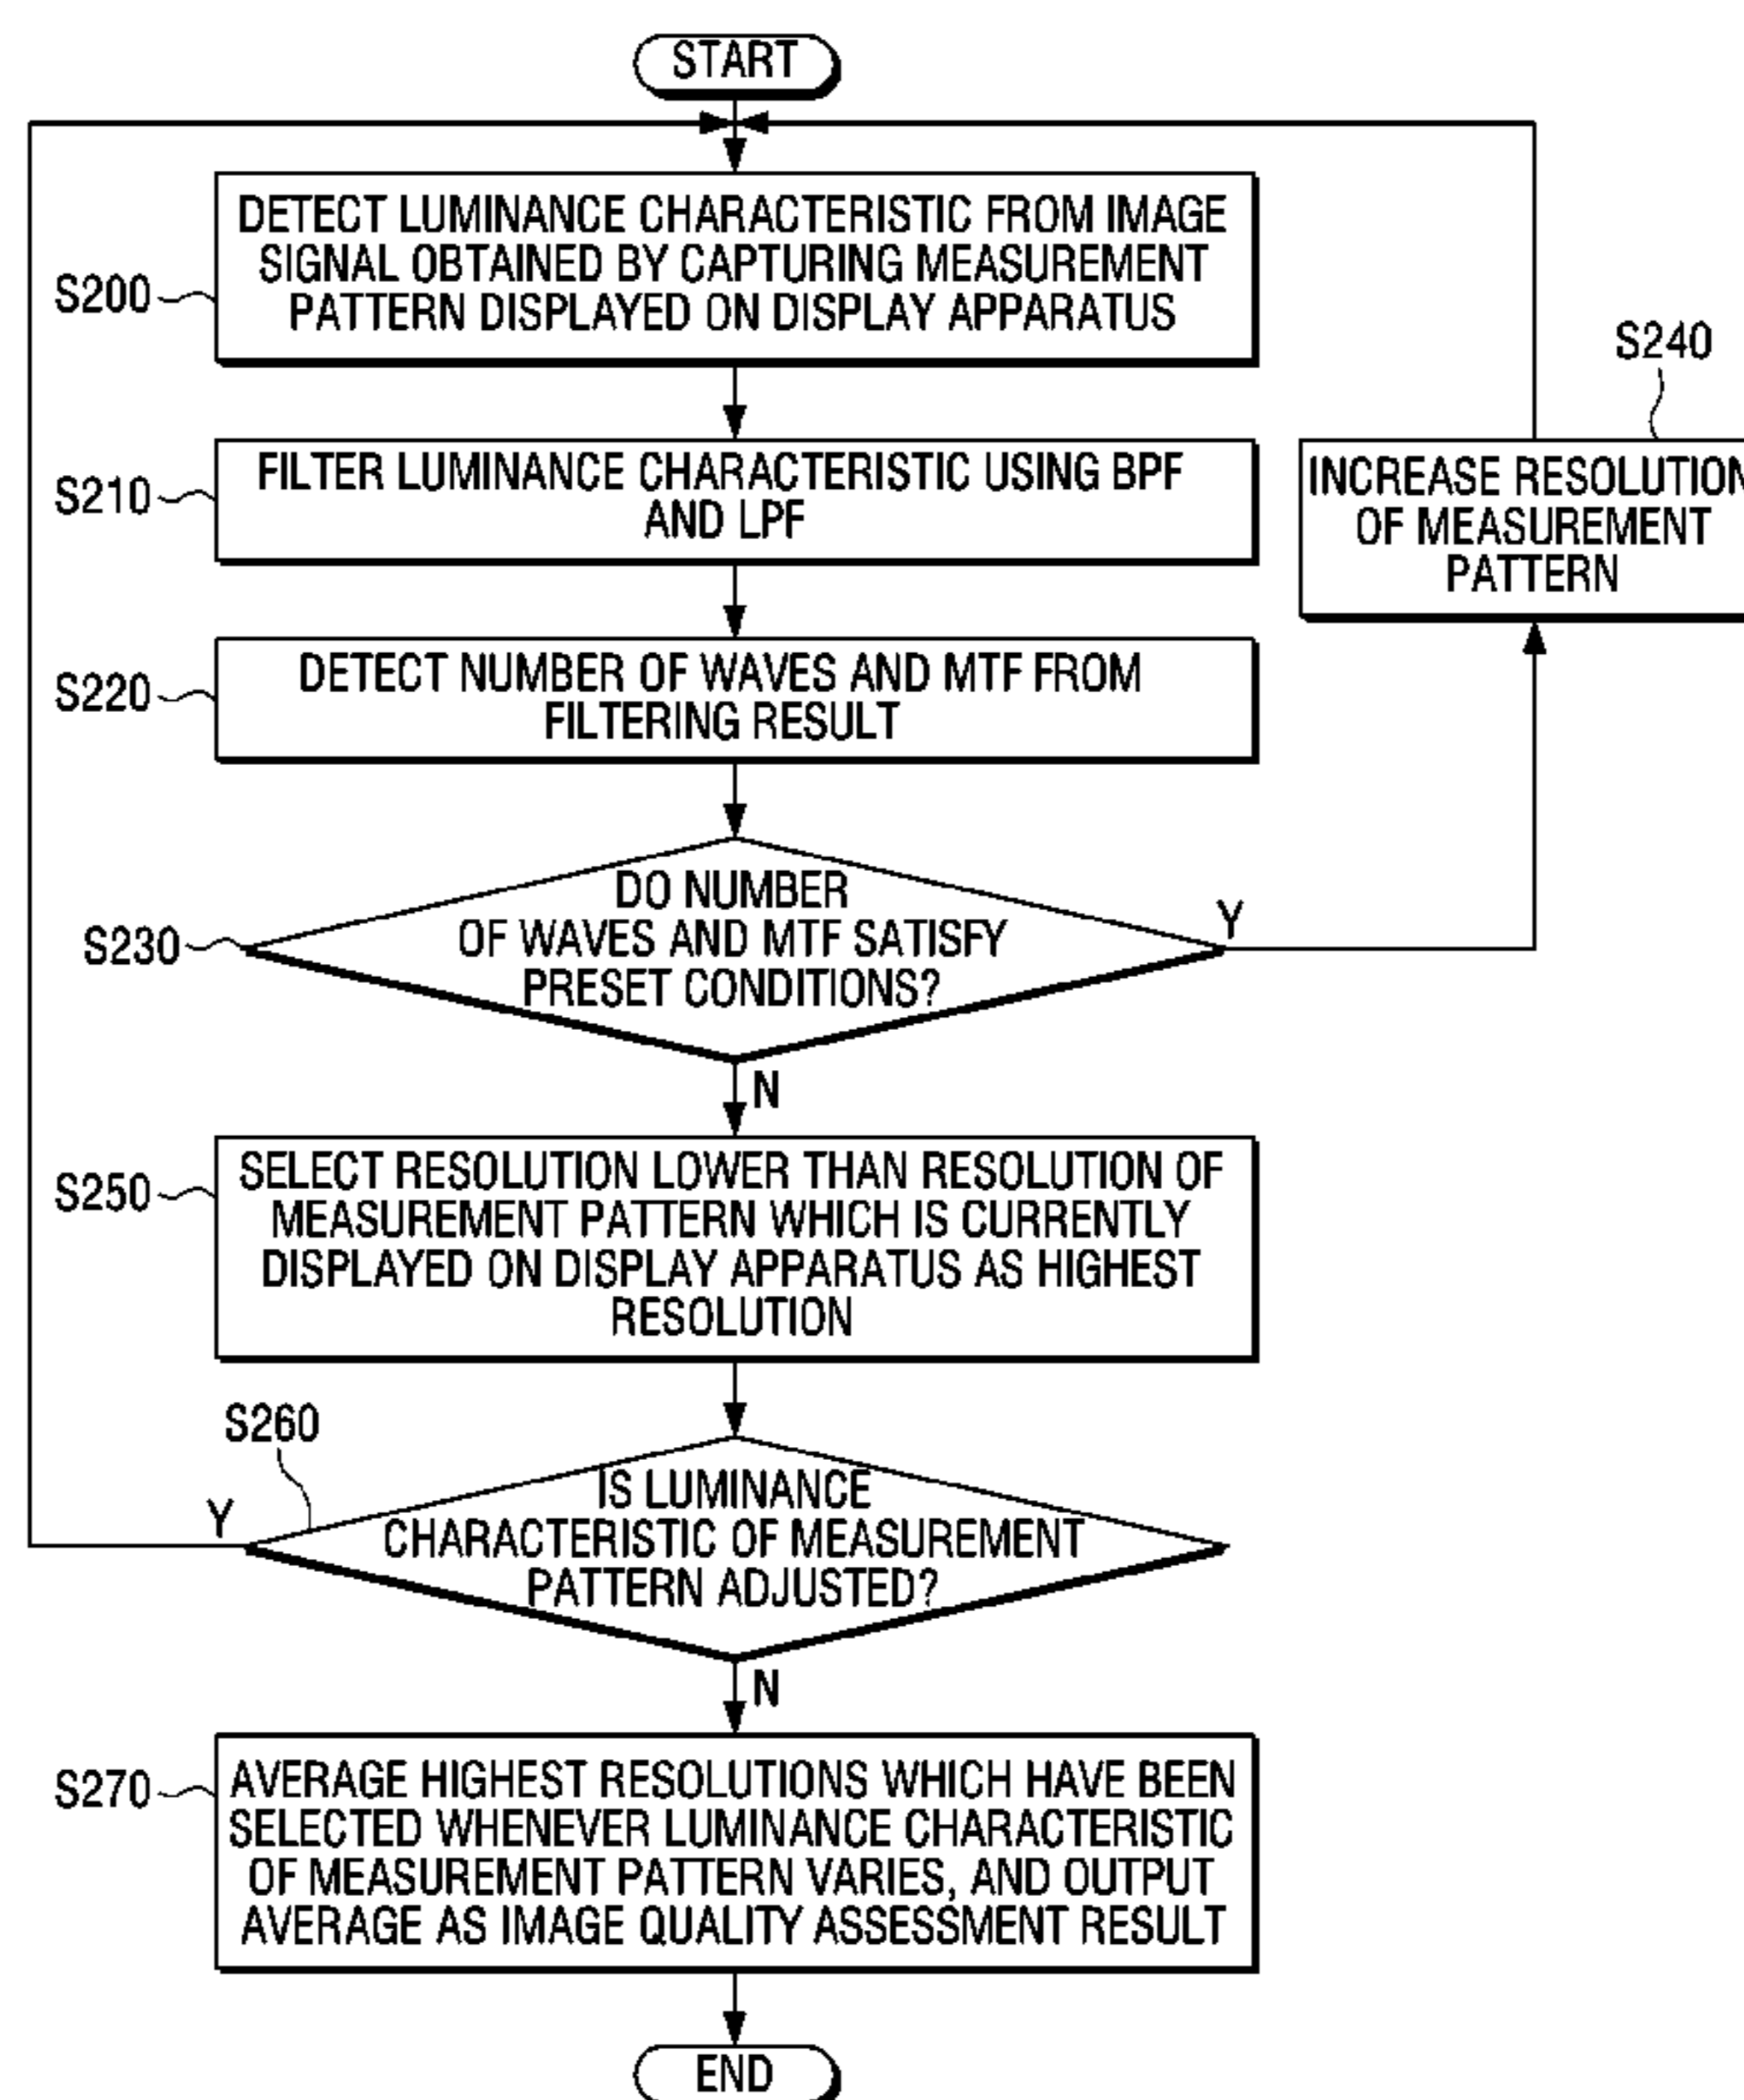 START
DETECT LUMINANCE CHARACTERISTIC FROM IMAGE
SIGNAL OBTAINED BY CAPTURING MEASUREMENT
PATTERN DISPLAYED ON DISPLAY APPARATUS
S200
S240
FILTER LUMINANCE CHARACTERISTIC USING BPF
AND LPF
S210
INCREASE RESOLUTION
OF MEASUREMENT
PATTERN
DETECT NUMBER OF WAVES AND MTF FROM
FILTERING RESULT
S220
DO NUMBER
OF WAVES AND MTF SATISFY
PRESET CONDITIONS?
S230
Y
N
SELECT RESOLUTION LOWER THAN RESOLUTION OF
MEASUREMENT PATTERN WHICH IS CURRENTLY
DISPLAYED ON DISPLAY APPARATUS AS HIGHEST
RESOLUTION
S250
S260
IS LUMINANCE
CHARACTERISTIC OF MEASUREMENT
PATTERN ADJUSTED?
Y
N
AVERAGE HIGHEST RESOLUTIONS WHICH HAVE BEEN
SELECTED WHENEVER LUMINANCE CHARACTERISTIC
OF MEASUREMENT PATTERN VARIES, AND OUTPUT
AVERAGE AS IMAGE QUALITY ASSESSMENT RESULT
S270
END